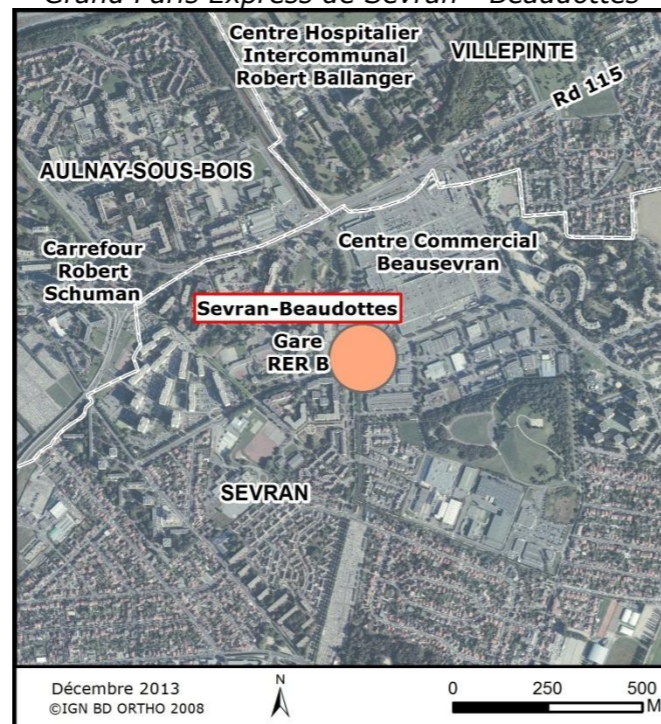 Grand Paris Express de Sevran - Beaudottes
Centre Hospitalier
Intercommunal
Robert Ballanger
VILLEPINTE
Rd 115
AULNAY-SOUS-BOIS
Centre Commercial
Beausevran
Carrefour
Robert
Schuman
Sevran-Beaudottes
Gare
RER B
SEVRAN
Décembre 2013
©IGN BD ORTHO 2008
N
0 250 500
M